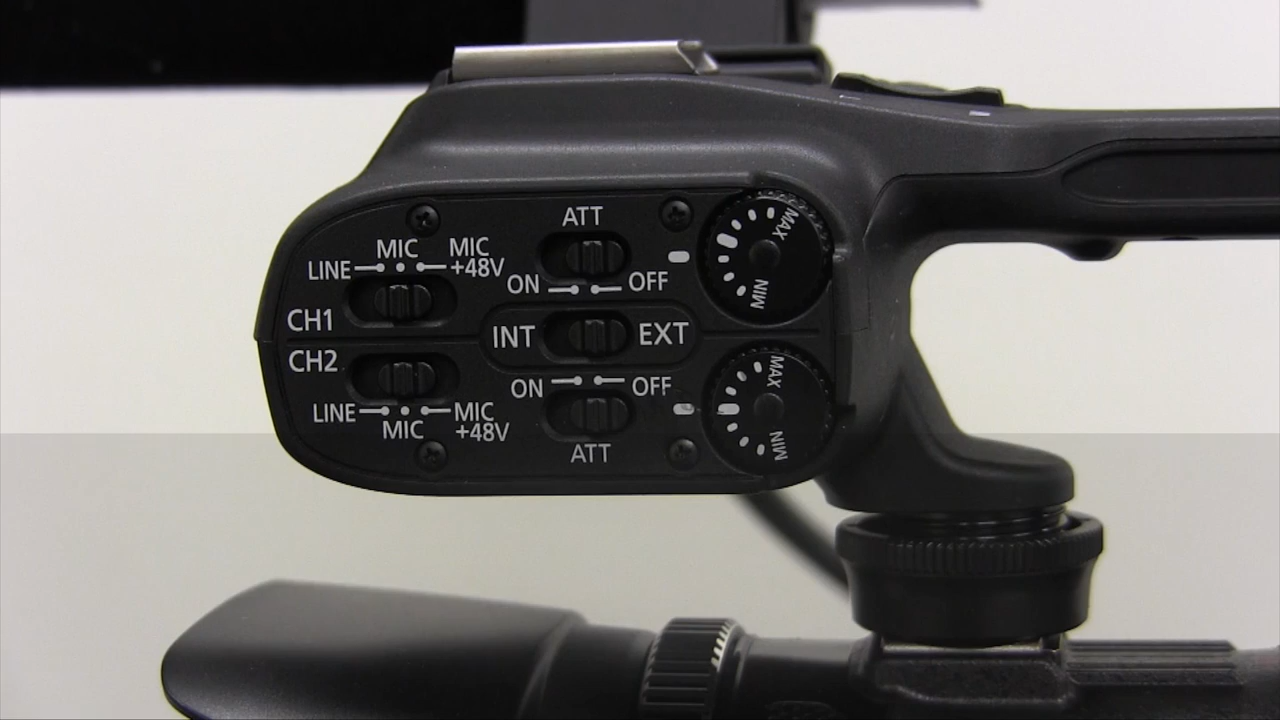 ATT
MIC MIC
LINE +48V
ON OFF
MAX
MIN
CH1
INT EXT
CH2
ON OFF
MAX
LINE MIC
MIC +48V
MIN
ATT